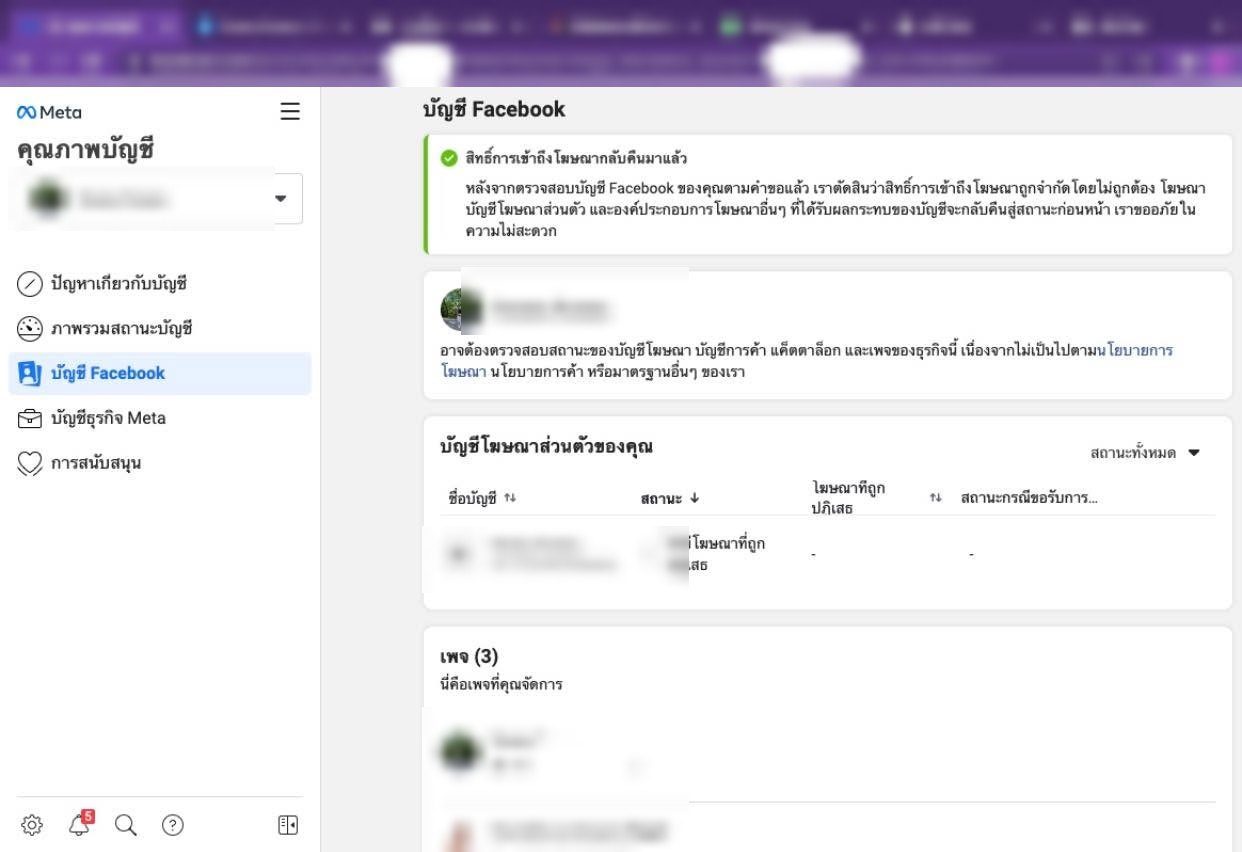 Meta
คุณภาพบัญชี
ปัญหาเกี่ยวกับบัญชี
ภาพรวมสถานะบัญชี
บัญชี Facebook
บัญชีธุรกิจ Meta
การสนับสนุน
5
บัญชี Facebook
สิทธิ์การเข้าถึงโฆษณากลับคืนมาแล้ว
หลังจากตรวจสอบบัญชี Facebook ของคุณตามคำขอแล้ว เราตัดสินว่าสิทธิ์การเข้าถึงโฆษณาถูกจำกัดโดยไม่ถูกต้อง โฆษณา
บัญชีโฆษณาส่วนตัว และองค์ประกอบการโฆษณาอื่นๆ ที่ได้รับผลกระทบของบัญชีจะกลับคืนสู่สถานะก่อนหน้า เราขออภัยใน
ความไม่สะดวก
อาจต้องตรวจสอบสถานะของบัญชีโฆษณา บัญชีการค้า แค็ตตาล็อก และเพจของธุรกิจนี้ เนื่องจากไม่เป็นไปตามนโยบายการ
โฆษณา นโยบายการค้า หรือมาตรฐานอื่นๆ ของเรา
บัญชีโฆษณาส่วนตัวของคุณ
สถานะทั้งหมด
ชื่อบัญชี สถานะ โฆษณาที่ถูก สถานะกรณีขอรับการ...
ปฏิเสธ
โฆษณาที่ถูก - -
เพจ (3)
นี่คือเพจที่คุณจัดการ